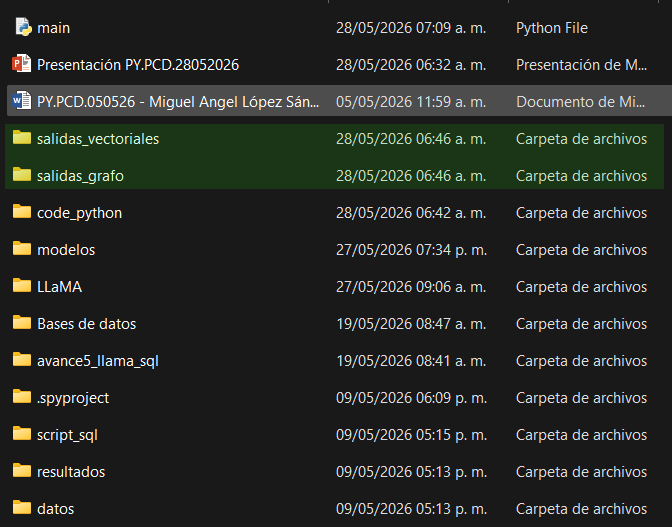 main 28/05/2026 07:09 a. m. Python File
Presentación PY.PCD.28052026 28/05/2026 06:32 a. m. Presentación de M...
PY.PCD.050526 - Miguel Angel López Sán... 05/05/2026 11:59 a. m. Documento de Mi...
salidas_vectoriales 28/05/2026 06:46 a. m. Carpeta de archivos
salidas_grafo 28/05/2026 06:46 a. m. Carpeta de archivos
code_python 28/05/2026 06:42 a. m. Carpeta de archivos
modelos 27/05/2026 07:34 p. m. Carpeta de archivos
LLaMA 27/05/2026 09:06 a. m. Carpeta de archivos
Bases de datos 19/05/2026 08:47 a. m. Carpeta de archivos
avance5_llama_sql 19/05/2026 08:41 a. m. Carpeta de archivos
.spyproject 09/05/2026 06:09 p. m. Carpeta de archivos
script_sql 09/05/2026 05:15 p. m. Carpeta de archivos
resultados 09/05/2026 05:13 p. m. Carpeta de archivos
datos 09/05/2026 05:13 p. m. Carpeta de archivos